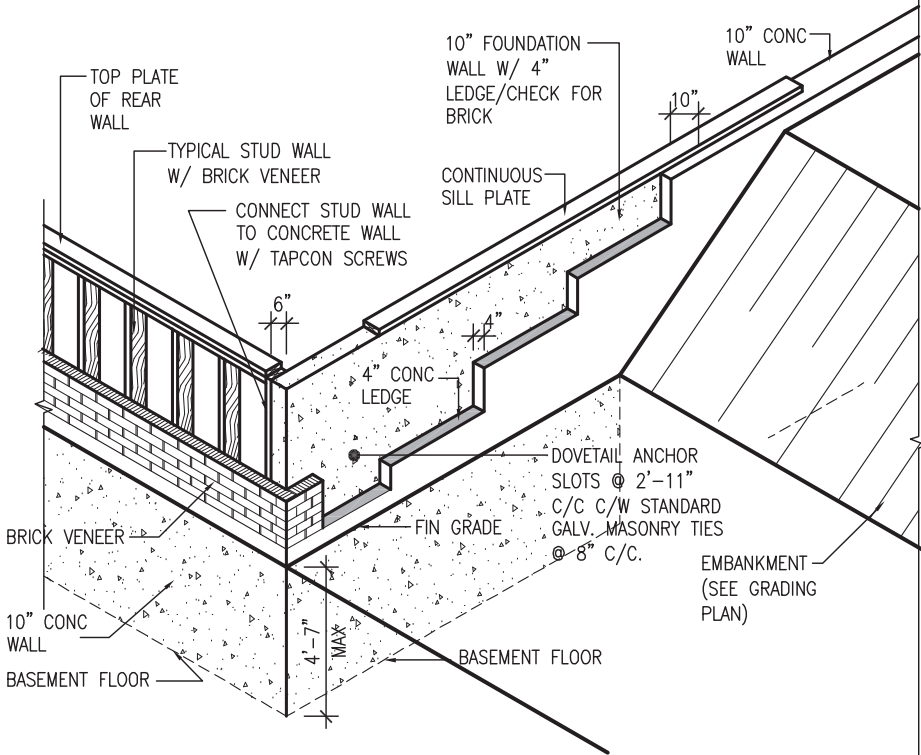 10" FOUNDATION
WALL W/ 4"
LEDGE/CHECK FOR
BRICK
10" CONC
WALL
TOP PLATE
OF REAR
WALL
10"
TYPICAL STUD WALL
W/ BRICK VENEER
CONTINUOUS
SILL PLATE
CONNECT STUD WALL
TO CONCRETE WALL
W/ TAPCON SCREWS
6"
4"
4" CONC
LEDGE
DOVETAIL ANCHOR
SLOTS @ 2'-11"
C/C C/W STANDARD
GALV. MASONRY TIES
@ 8" C/C.
FIN GRADE
BRICK VENEER
EMBANKMENT
(SEE GRADING
PLAN)
10" CONC
WALL
4'-7"
MAX
BASEMENT FLOOR
BASEMENT FLOOR